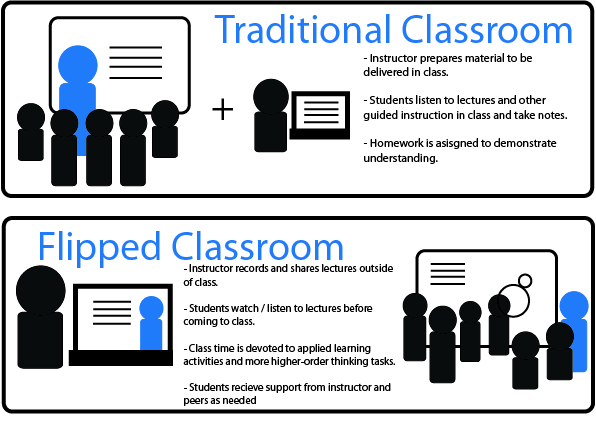 Traditional Classroom
- Instructor prepares material to be
delivered in class.
- Students listen to lectures and other
guided instruction in class and take notes.
- Homework is asisgned to demonstrate
understanding.
+
Flipped Classroom
- Instructor records and shares lectures outside
of class.
- Students watch / listen to lectures before
coming to class.
- Class time is devoted to applied learning
activities and more higher-order thinking tasks.
- Students recieve support from instructor and
peers as needed